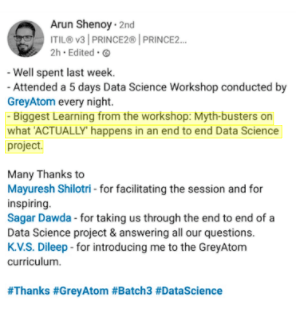 Arun Shenoy · 2nd
ITIL® v3 | PRINCE2® | PRINCE2...
2h · Edited ·
- Well spent last week.
- Attended a 5 days Data Science Workshop conducted by
GreyAtom every night.
- Biggest Learning from the workshop: Myth-busters on
what 'ACTUALLY' happens in an end to end Data Science
project.
Many Thanks to
Mayuresh Shilotri - for facilitating the session and for
inspiring.
Sagar Dawda - for taking us through the end to end of a
Data Science project & answering all our questions.
K.V.S. Dileep - for introducing me to the GreyAtom
curriculum.
#Thanks #GreyAtom #Batch3 #DataScience